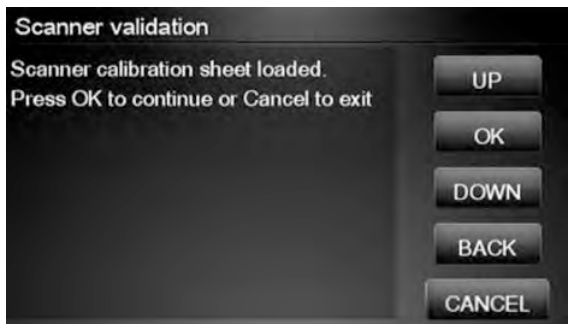 Scanner validation
Scanner calibration sheet loaded.
Press OK to continue or Cancel to exit
UP
OK
DOWN
BACK
CANCEL